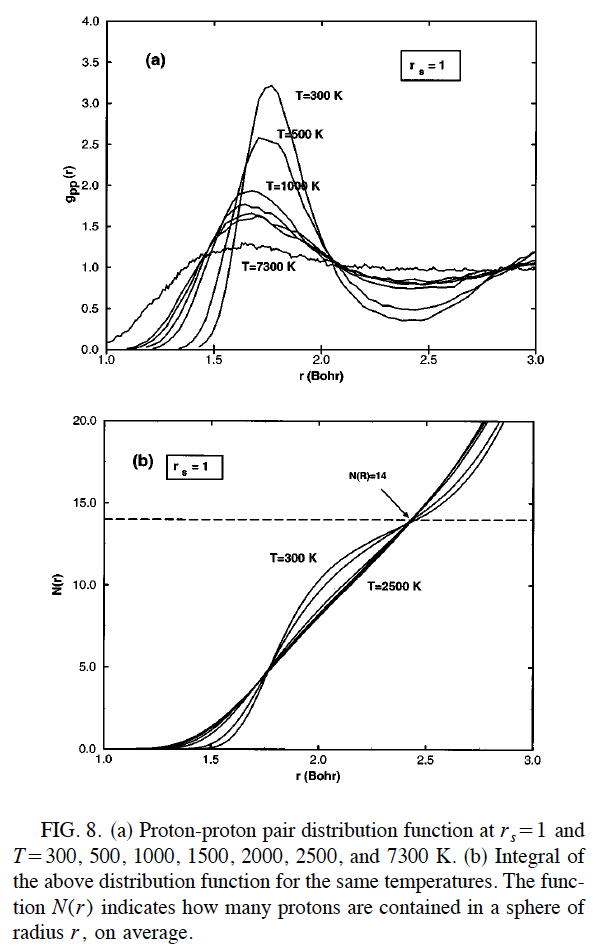 4.0
(a)
r s = 1
3.5
T=300 K
3.0
2.5
T=500 K
gpp(r)
2.0
T=1000 K
1.5
1.0
T=7300 K
0.5
0.0
1.0 1.5 2.0 2.5 3.0
r (Bohr)
20.0
(b)
r s = 1
N(R)=14
15.0
T=300 K
N(r)
10.0
T=2500 K
5.0
0.0
1.0 1.5 2.0 2.5 3.0
r (Bohr)
FIG. 8. (a) Proton-proton pair distribution function at rs=1 and
T=300, 500, 1000, 1500, 2000, 2500, and 7300 K. (b) Integral of
the above distribution function for the same temperatures. The func-
tion N(r) indicates how many protons are contained in a sphere of
radius r, on average.